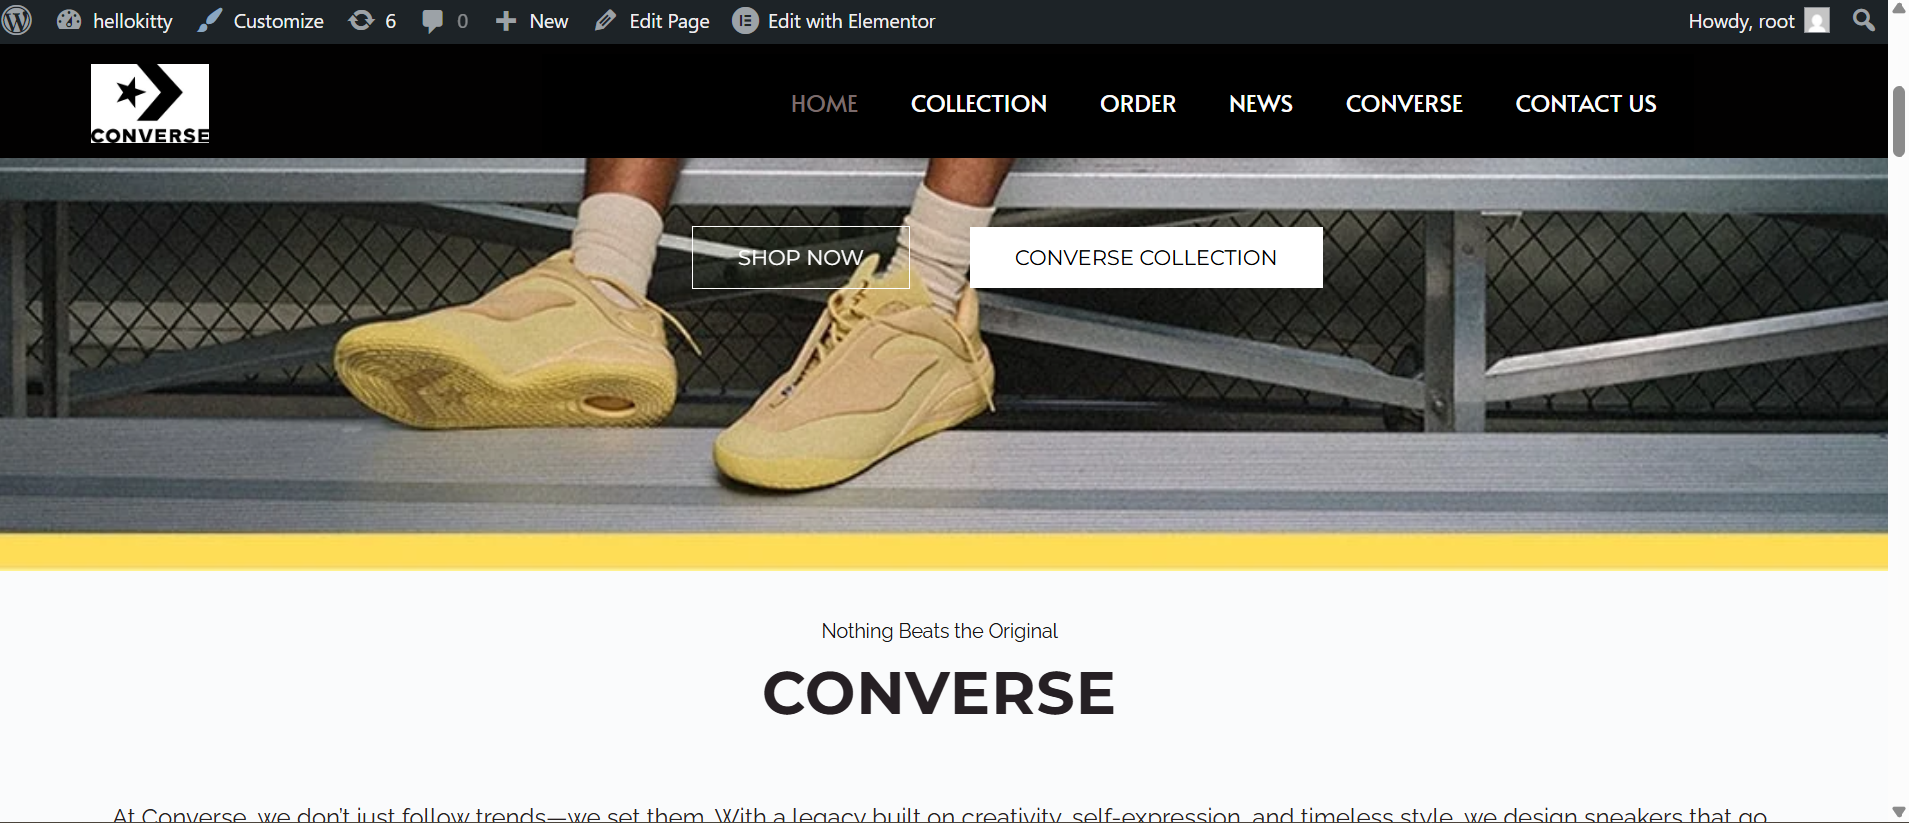 hellokitty Customize 6 0 New Edit Page Edit with Elementor Howdy, root
CONVERSE
HOME COLLECTION ORDER NEWS CONVERSE CONTACT US
SHOP NOW CONVERSE COLLECTION
Nothing Beats the Original
CONVERSE
At Converse, we don't just follow trends—we set them. With a legacy built on creativity, self-expression, and timeless style, we design sneakers that go